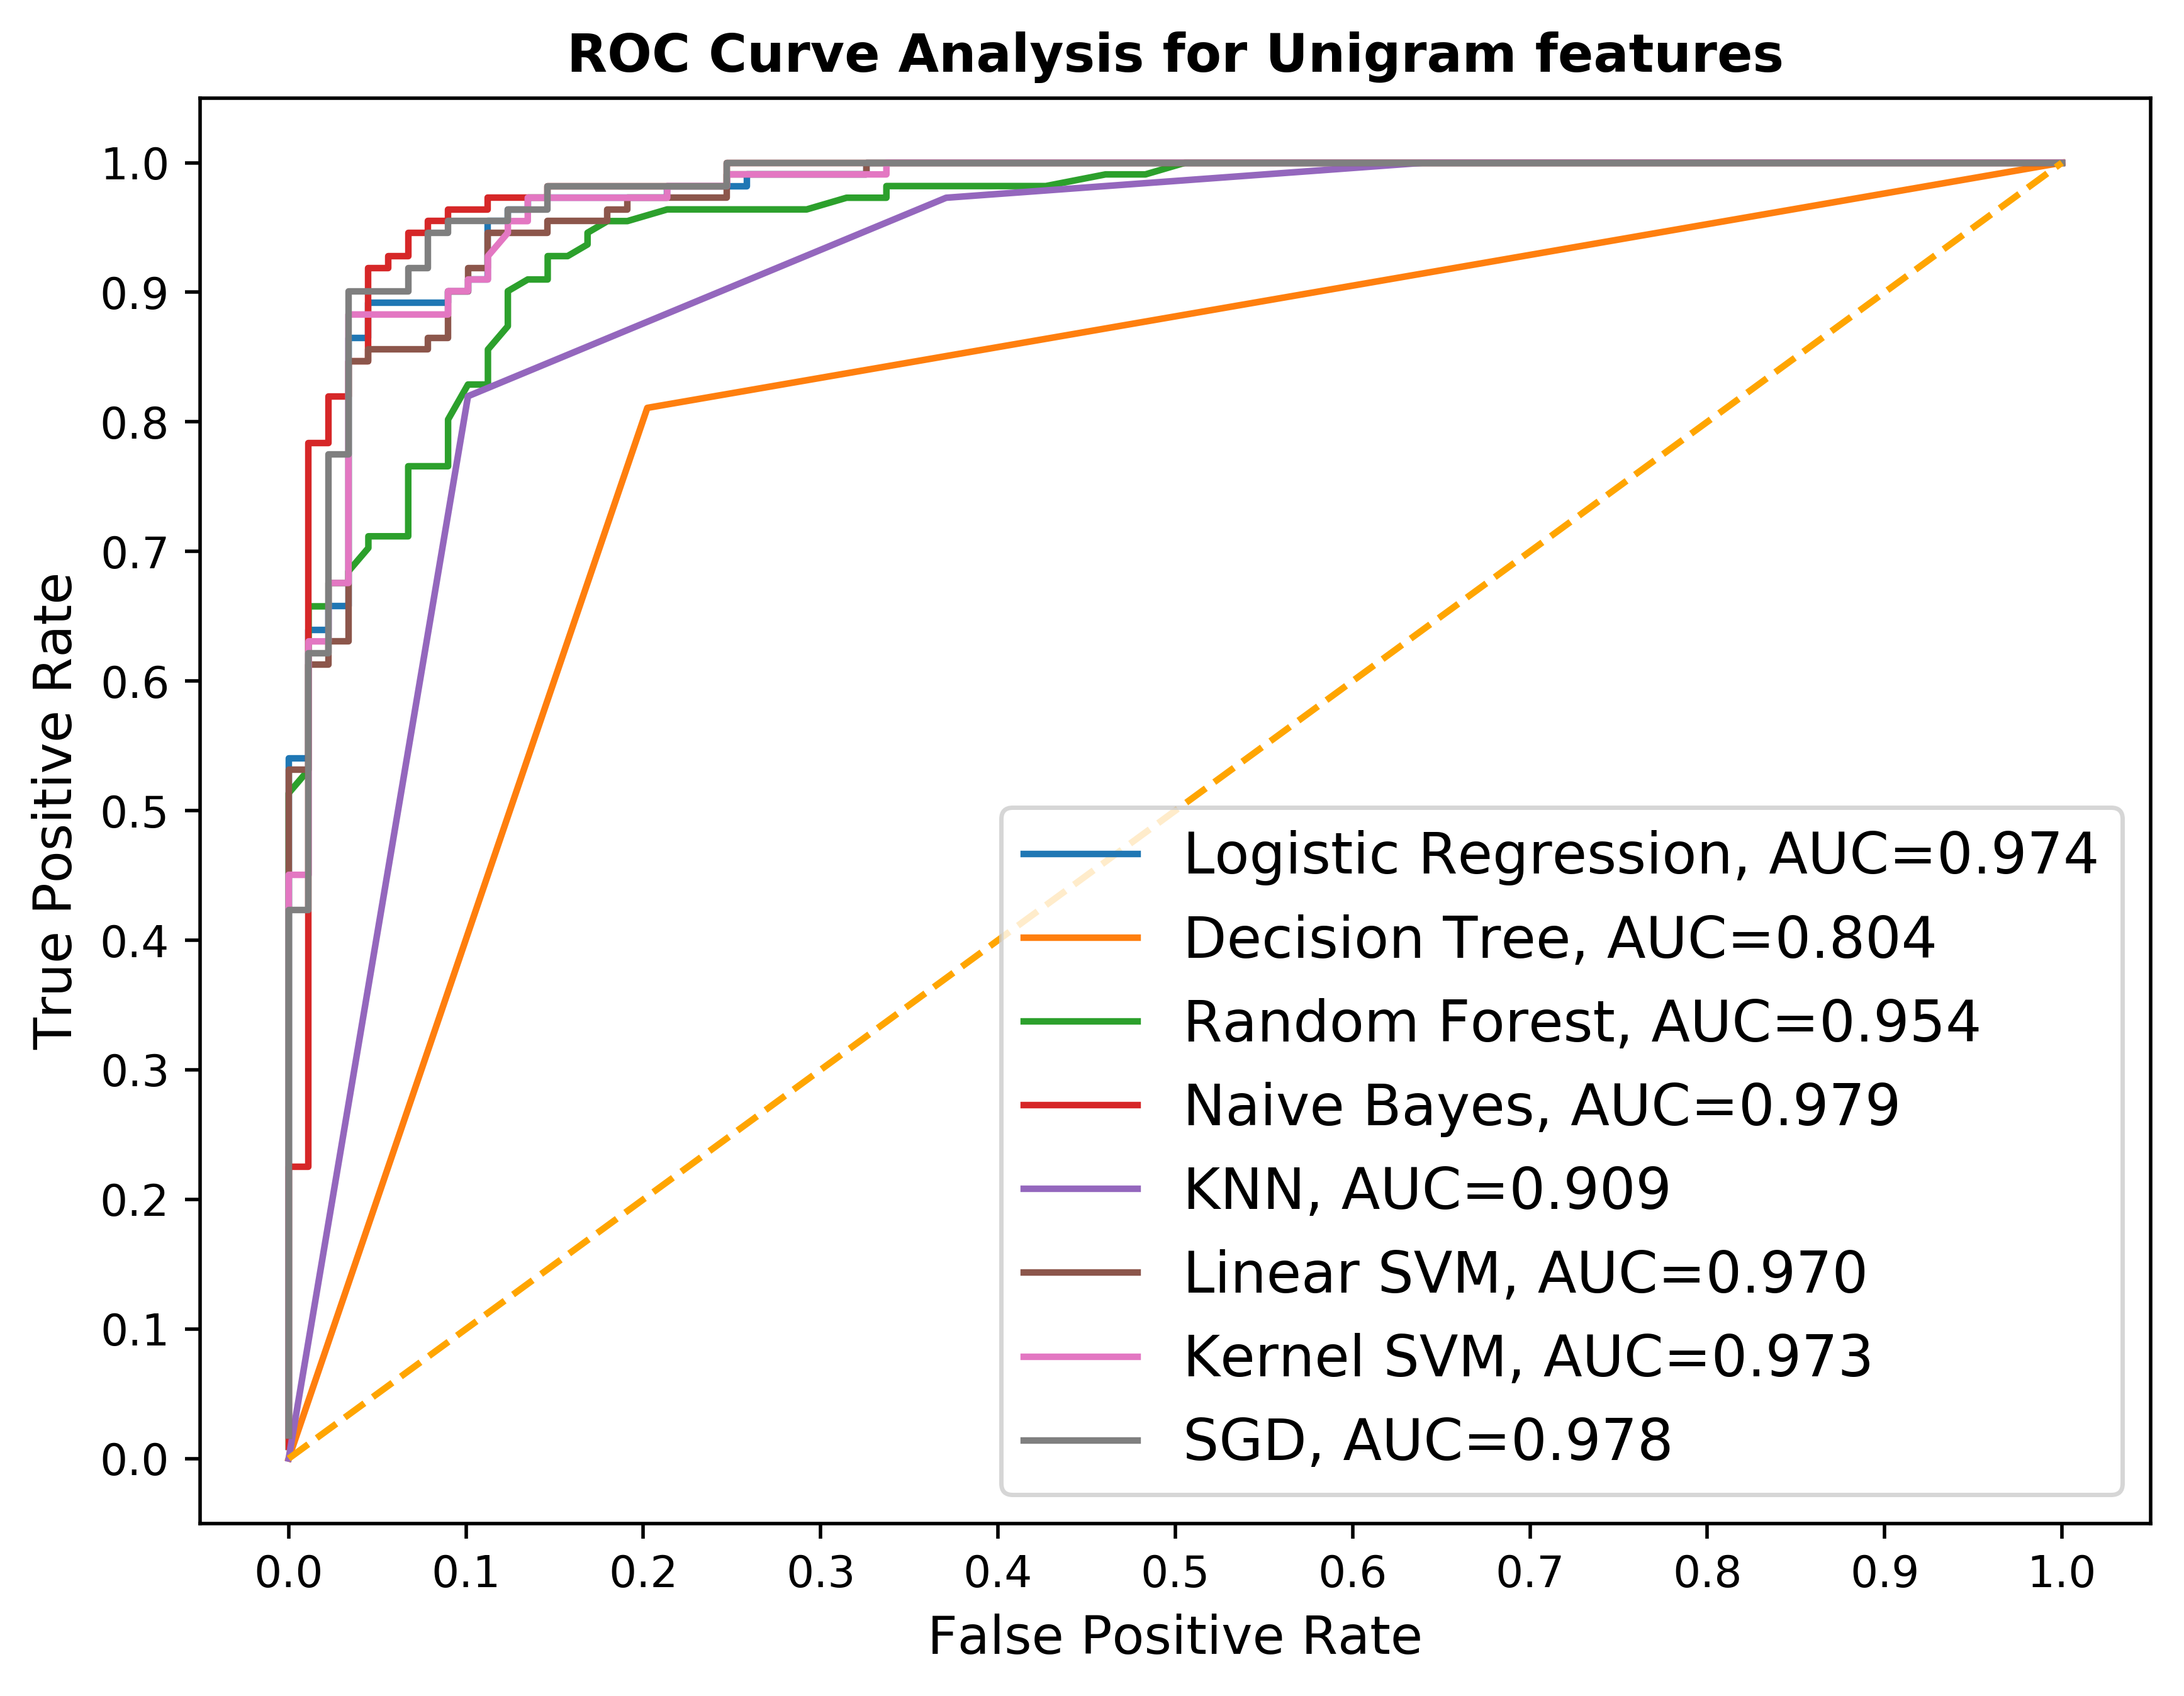 ROC Curve Analysis for Unigram features
True Positive Rate
1.0
0.9
0.8
0.7
0.6
0.5
0.4
0.3
0.2
0.1
0.0
Logistic Regression, AUC=0.974
Decision Tree, AUC=0.804
Random Forest, AUC=0.954
Naive Bayes, AUC=0.979
KNN, AUC=0.909
Linear SVM, AUC=0.970
Kernel SVM, AUC=0.973
SGD, AUC=0.978
0.0 0.1 0.2 0.3 0.4 0.5 0.6 0.7 0.8 0.9 1.0
False Positive Rate